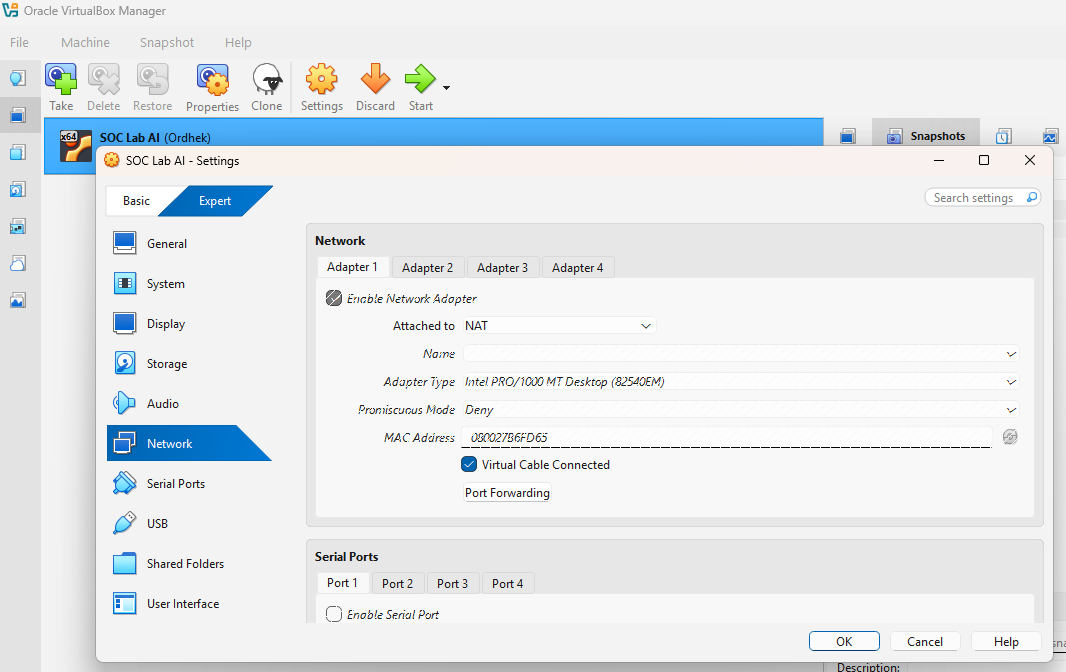 Oracle VirtualBox Manager
File Machine Snapshot Help
Take Delete Restore Properties Clone Settings Discard Start
x64
SOC Lab AI (Ordhek)
Snapshots
SOC Lab AI - Settings
Basic Expert
Search settings
General
System
Display
Storage
Audio
Network
Serial Ports
USB
Shared Folders
User Interface
Network
Adapter 1 Adapter 2 Adapter 3 Adapter 4
Enable Network Adapter
Attached to NAT
Name
Adapter Type Intel PRO/1000 MT Desktop (82540EM)
Promiscuous Mode Deny
MAC Address 080027B6FD65
Virtual Cable Connected
Port Forwarding
Serial Ports
Port 1 Port 2 Port 3 Port 4
Enable Serial Port
OK Cancel Help
Description: